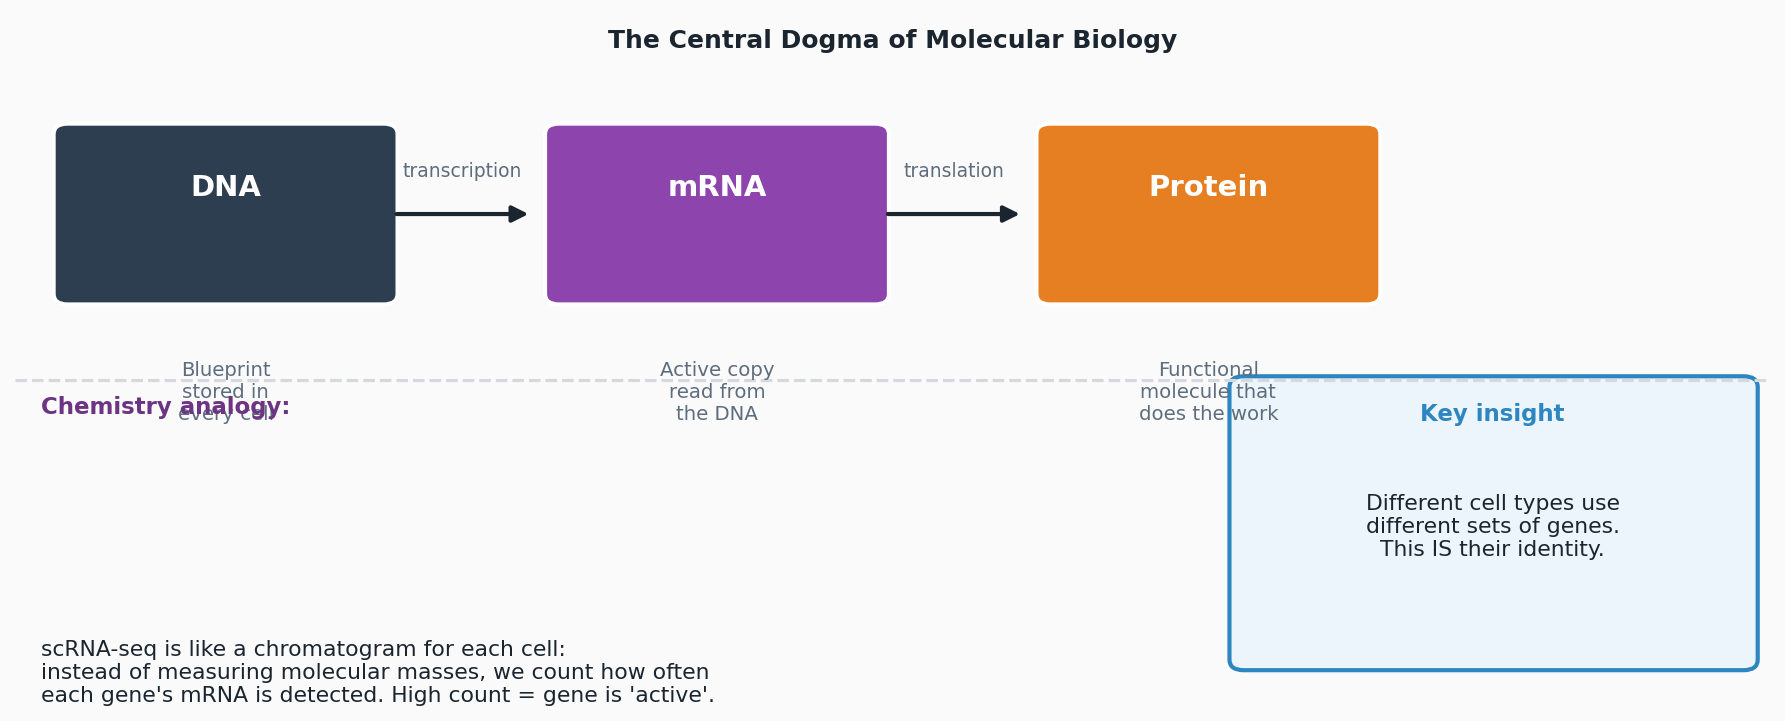 The Central Dogma of Molecular Biology
DNA
transcription
mRNA
translation
Protein
Blueprint
stored in
every cell
Active copy
read from
the DNA
Functional
molecule that
does the work
Chemistry analogy:
scRNA-seq is like a chromatogram for each cell:
instead of measuring molecular masses, we count how often
each gene's mRNA is detected. High count = gene is 'active'.
Key insight
Different cell types use
different sets of genes.
This IS their identity.